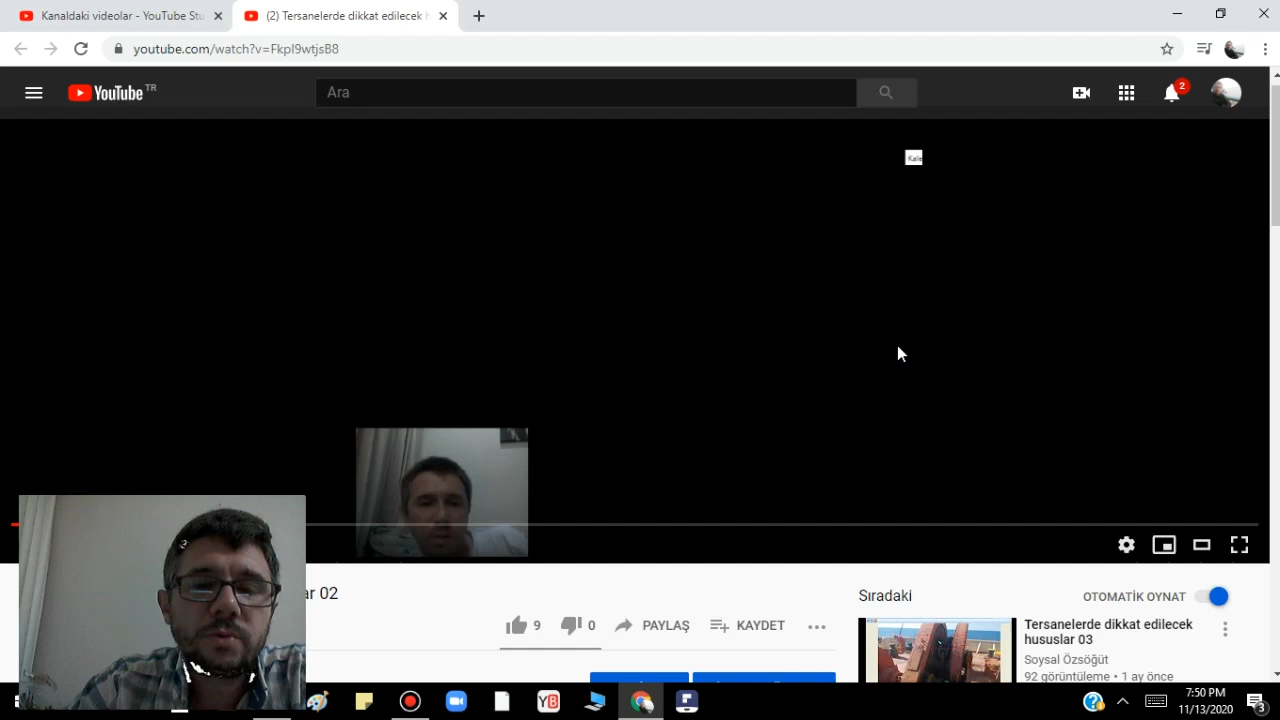 Kanaldaki videolar - YouTube Stu
(2) Tersanelerde dikkat edilecek h
youtube.com/watch?v=FkpI9wtjsB8
YouTube TR
Ara
2
Kale
ar 02
9
0
PAYLAŞ
KAYDET
Sıradaki
OTOMATİK OYNAT
Tersanelerde dikkat edilecek
hususlar 03
Soysal Özsöğüt
92 görüntüleme • 1 ay önce
YB
7:50 PM
11/13/2020
3